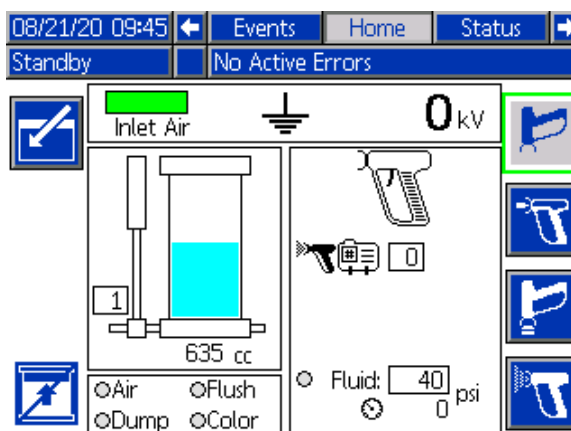 08/21/20 09:45 Events Home Status
Standby No Active Errors
Inlet Air 0 kV
#
0
1
635 cc
Air Flush
Dump Color
Fluid: 40 psi
0